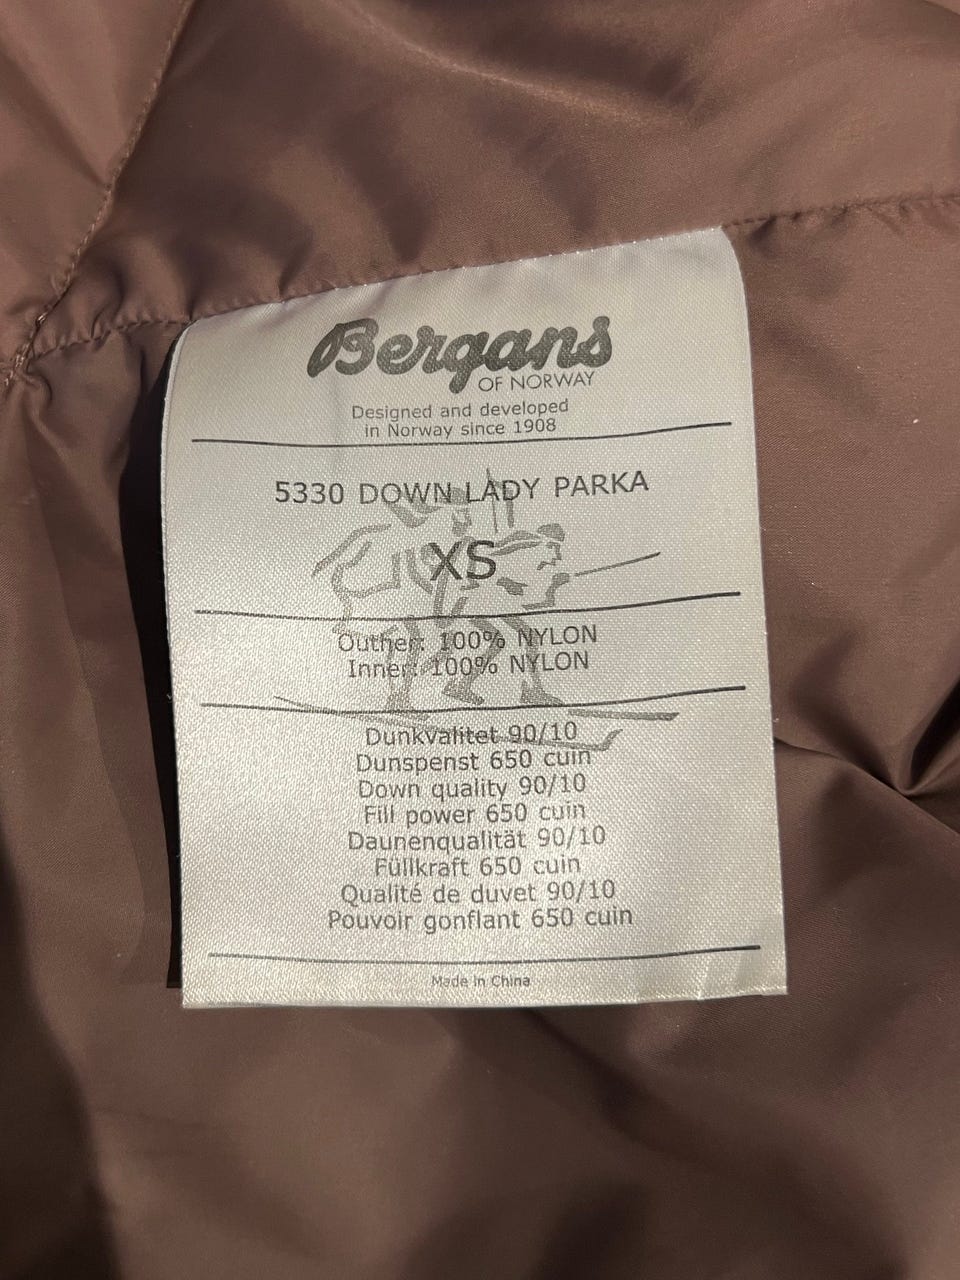 Bergans
OF NORWAY
Designed and developed
in Norway since 1908
5330 DOWN LADY PARKA
XS
Outher: 100% NYLON
Inner: 100% NYLON
Dunkvalitet 90/10
Dunspenst 650 cuin
Down quality 90/10
Fill power 650 cuin
Daunenqualität 90/10
Füllkraft 650 cuin
Qualité de duvet 90/10
Pouvoir gonflant 650 cuin
Made in China